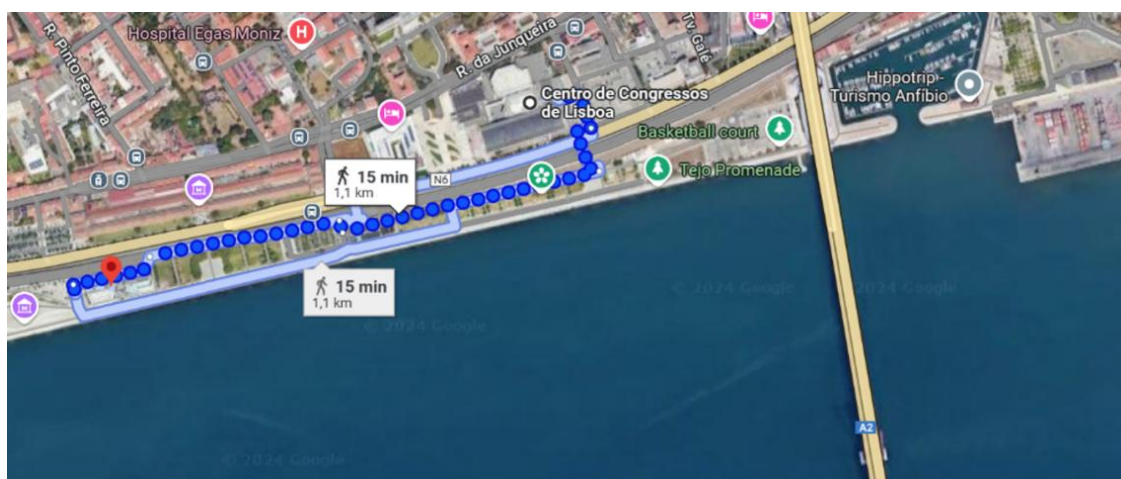 Hospital Egas Moniz
H
R. Pinto Ferreira
R. da Junqueira
Tv. Galé
Centro de Congressos
de Lisboa
Hippotrip -
Turismo Anfíbio
Basketball court
Tejo Promenade
15 min
1,1 km
N6
15 min
1,1 km
© 2024 Google
© 2024 Google
© 2024 Google
© 2024 Google
A2